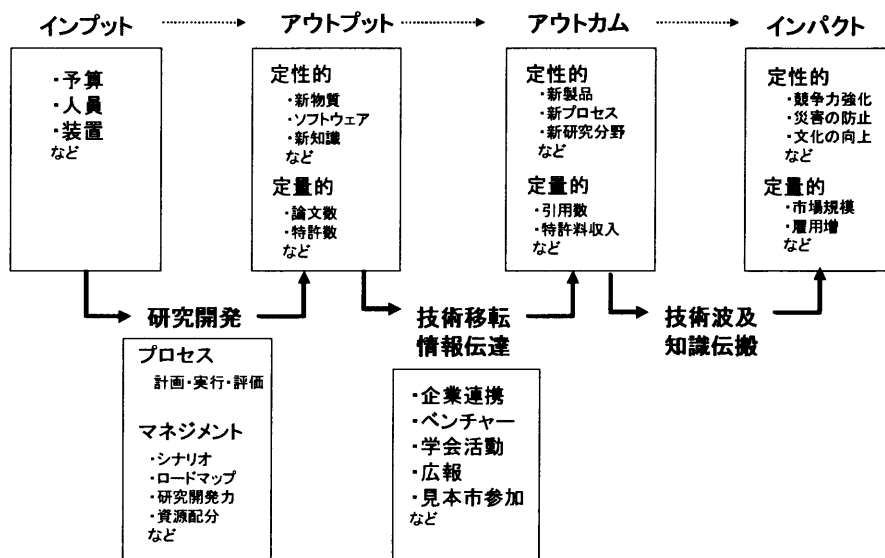 インプット
アウトプット
アウトカム
インパクト
・予算
・人員
・装置
など
定性的
・新物質
・ソフトウェア
・新知識
など
定量的
・論文数
・特許数
など
定性的
・新製品
・新プロセス
・新研究分野
など
定量的
・引用数
・特許料収入
など
定性的
・競争力強化
・災害の防止
・文化の向上
など
定量的
・市場規模
・雇用増
など
研究開発
プロセス
計画・実行・評価
マネジメント
・シナリオ
・ロードマップ
・研究開発力
・資源配分
など
技術移転
情報伝達
・企業連携
・ベンチャー
・学会活動
・広報
・見本市参加
など
技術波及
知識伝搬